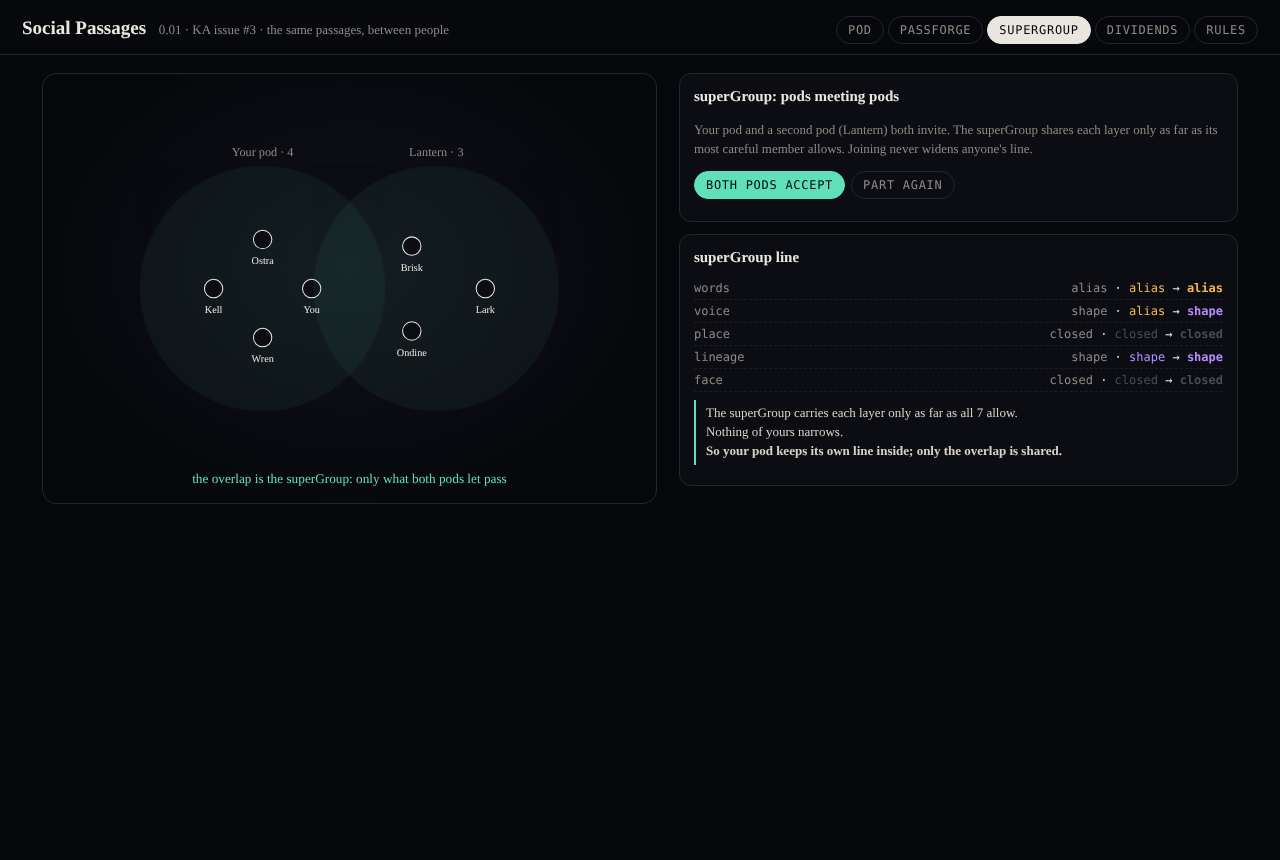 Social Passages 0.01 · KA issue #3 · the same passages, between people
POD PASSFORGE SUPERGROUP DIVIDENDS RULES
Your pod · 4
Lantern · 3
Ostra
Brisk
Kell
You
Lark
Wren
Ondine
the overlap is the superGroup: only what both pods let pass
superGroup: pods meeting pods
Your pod and a second pod (Lantern) both invite. The superGroup shares each layer only as far as its
most careful member allows. Joining never widens anyone's line.
BOTH PODS ACCEPT PART AGAIN
superGroup line
words alias · alias → alias
voice shape · alias → shape
place closed · closed → closed
lineage shape · shape → shape
face closed · closed → closed
The superGroup carries each layer only as far as all 7 allow.
Nothing of yours narrows.
So your pod keeps its own line inside; only the overlap is shared.